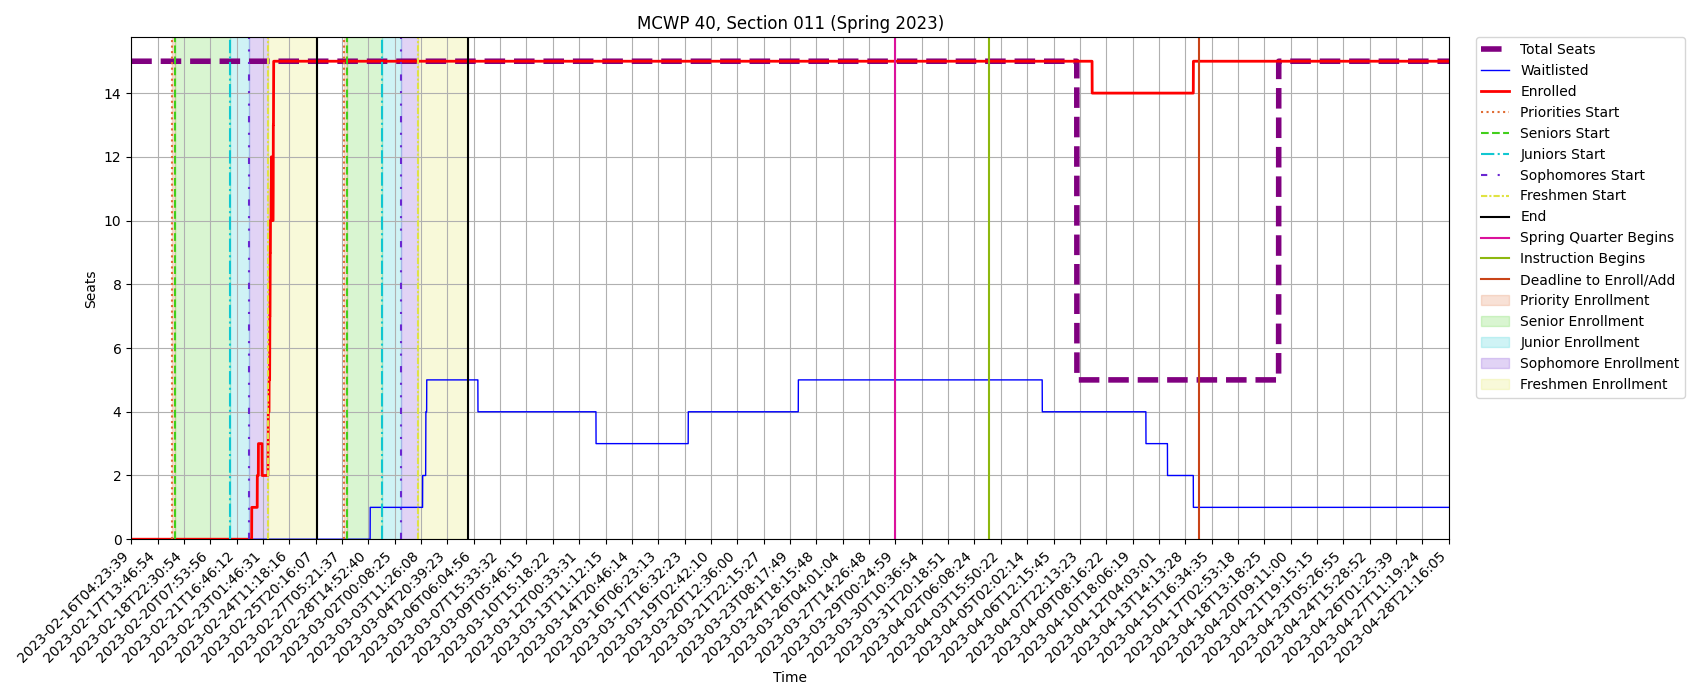 MCWP 40, Section 011 (Spring 2023)
Seats
14
12
10
8
6
4
2
0
2023-02-16T04:23:39
2023-02-17T13:46:54
2023-02-18T22:30:54
2023-02-20T07:53:56
2023-02-21T16:46:12
2023-02-23T01:46:31
2023-02-24T11:18:16
2023-02-25T20:16:07
2023-02-27T05:21:37
2023-02-28T14:52:40
2023-03-02T00:08:25
2023-03-03T11:26:08
2023-03-04T20:39:23
2023-03-06T06:04:56
2023-03-07T15:33:32
2023-03-09T05:46:15
2023-03-10T15:18:22
2023-03-12T00:33:31
2023-03-13T11:12:15
2023-03-14T20:46:14
2023-03-16T06:23:13
2023-03-17T16:32:23
2023-03-19T02:42:10
2023-03-20T12:36:00
2023-03-21T22:15:27
2023-03-23T08:17:49
2023-03-24T18:15:48
2023-03-26T04:01:04
2023-03-27T14:26:48
2023-03-29T00:24:59
2023-03-30T10:36:54
2023-03-31T20:18:51
2023-04-02T06:08:24
2023-04-03T15:50:22
2023-04-05T02:02:14
2023-04-06T12:15:45
2023-04-07T22:13:23
2023-04-09T08:16:22
2023-04-10T18:06:19
2023-04-12T04:03:01
2023-04-13T14:13:28
2023-04-15T16:34:35
2023-04-17T02:53:18
2023-04-18T13:18:25
2023-04-20T09:11:00
2023-04-21T19:15:15
2023-04-23T05:26:55
2023-04-24T15:28:52
2023-04-26T01:25:39
2023-04-27T11:19:24
2023-04-28T21:16:05
Time
Total Seats
Waitlisted
Enrolled
Priorities Start
Seniors Start
Juniors Start
Sophomores Start
Freshmen Start
End
Spring Quarter Begins
Instruction Begins
Deadline to Enroll/Add
Priority Enrollment
Senior Enrollment
Junior Enrollment
Sophomore Enrollment
Freshmen Enrollment